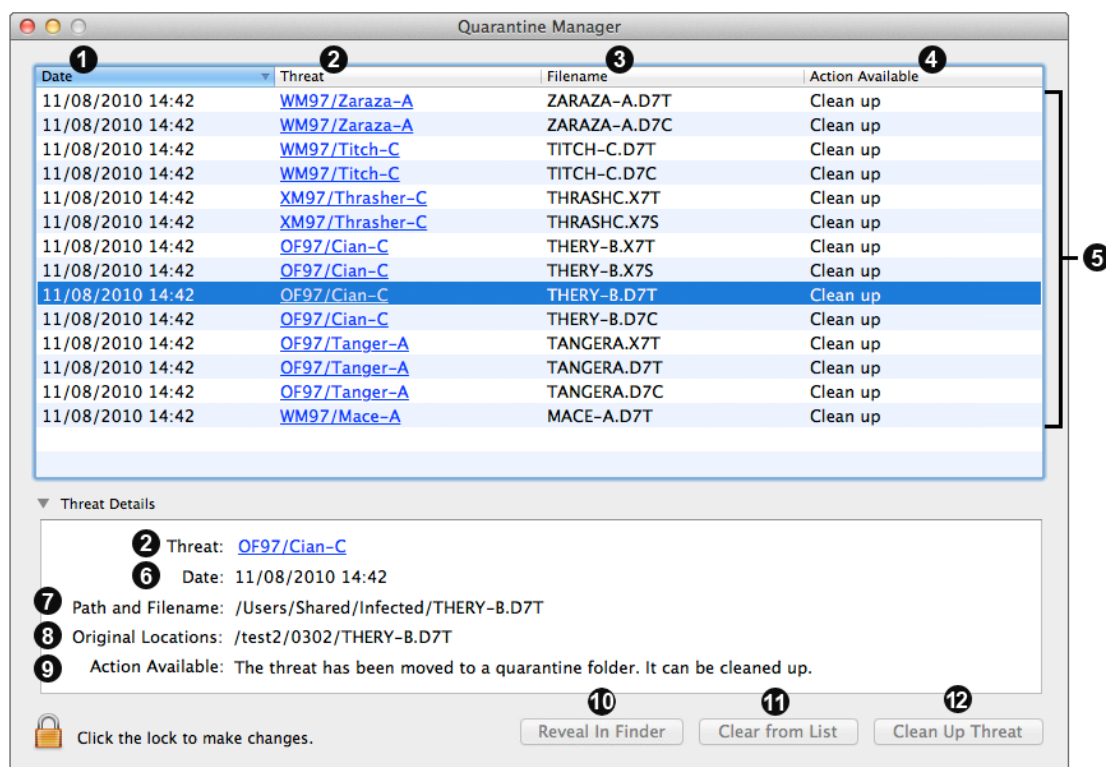 Quarantine Manager
1 2 3 4
Date Threat Filename Action Available
11/08/2010 14:42 WM97/Zaraza-A ZARAZA-A.D7T Clean up
11/08/2010 14:42 WM97/Zaraza-A ZARAZA-A.D7C Clean up
11/08/2010 14:42 WM97/Titch-C TITCH-C.D7T Clean up
11/08/2010 14:42 WM97/Titch-C TITCH-C.D7C Clean up
11/08/2010 14:42 XM97/Thrasher-C THRASHC.X7T Clean up
11/08/2010 14:42 XM97/Thrasher-C THRASHC.X7S Clean up
11/08/2010 14:42 OF97/Cian-C THERY-B.X7T Clean up
11/08/2010 14:42 OF97/Cian-C THERY-B.X7S Clean up
5
11/08/2010 14:42 OF97/Cian-C THERY-B.D7T Clean up
11/08/2010 14:42 OF97/Cian-C THERY-B.D7C Clean up
11/08/2010 14:42 OF97/Tanger-A TANGERA.X7T Clean up
11/08/2010 14:42 OF97/Tanger-A TANGERA.D7T Clean up
11/08/2010 14:42 OF97/Tanger-A TANGERA.D7C Clean up
11/08/2010 14:42 WM97/Mace-A MACE-A.D7T Clean up
Threat Details
2 Threat: OF97/Cian-C
6 Date: 11/08/2010 14:42
7 Path and Filename: /Users/Shared/Infected/THERY-B.D7T
8 Original Locations: /test2/0302/THERY-B.D7T
9 Action Available: The threat has been moved to a quarantine folder. It can be cleaned up.
10 11 12
Click the lock to make changes. Reveal In Finder Clear from List Clean Up Threat